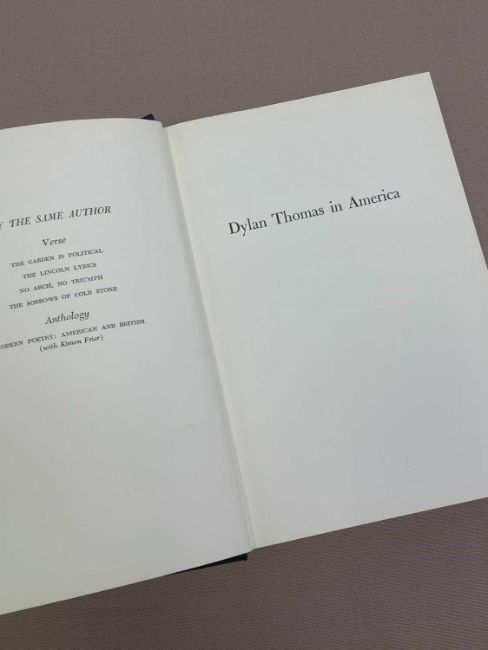 THE SAME AUTHOR
Verse
THE GARDEN IS POLITICAL
THE LINCOLN LYRICS
NO ARCH, NO TRIUMPH
THE SORROWS OF COLD STONE
Anthology
ODERN POETRY: AMERICAN AND BRITISH
(with Kimon Friar)
Dylan Thomas in America